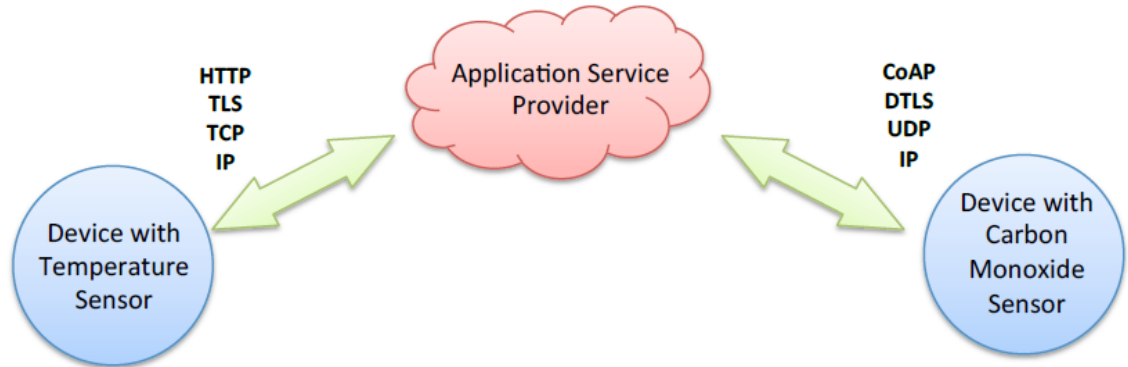 HTTP
TLS
TCP
IP
Application Service
Provider
CoAP
DTLS
UDP
IP
Device with
Temperature
Sensor
Device with
Carbon
Monoxide
Sensor